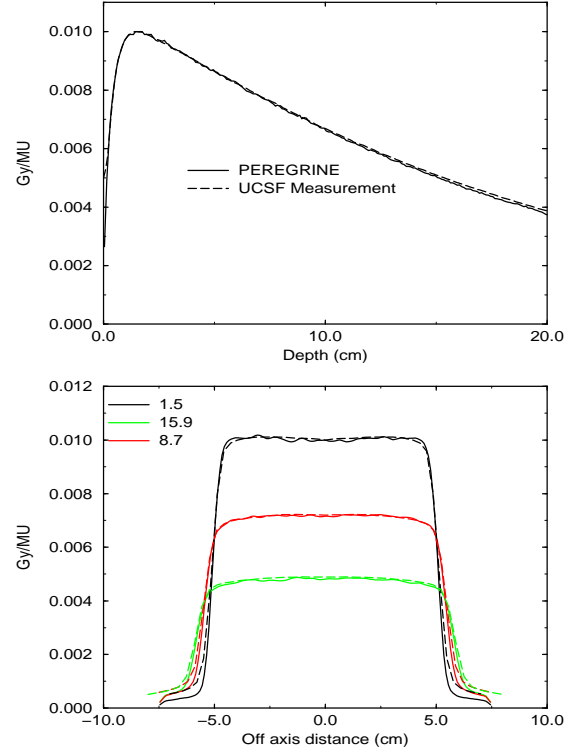 0.010
0.008
0.006
0.004
0.002
0.000
Gy/MU
PEREGRINE
UCSF Measurement
0.0 10.0 20.0
Depth (cm)
0.012
0.010
0.008
0.006
0.004
0.002
0.000
Gy/MU
1.5
15.9
8.7
−10.0 −5.0 0.0 5.0 10.0
Off axis distance (cm)